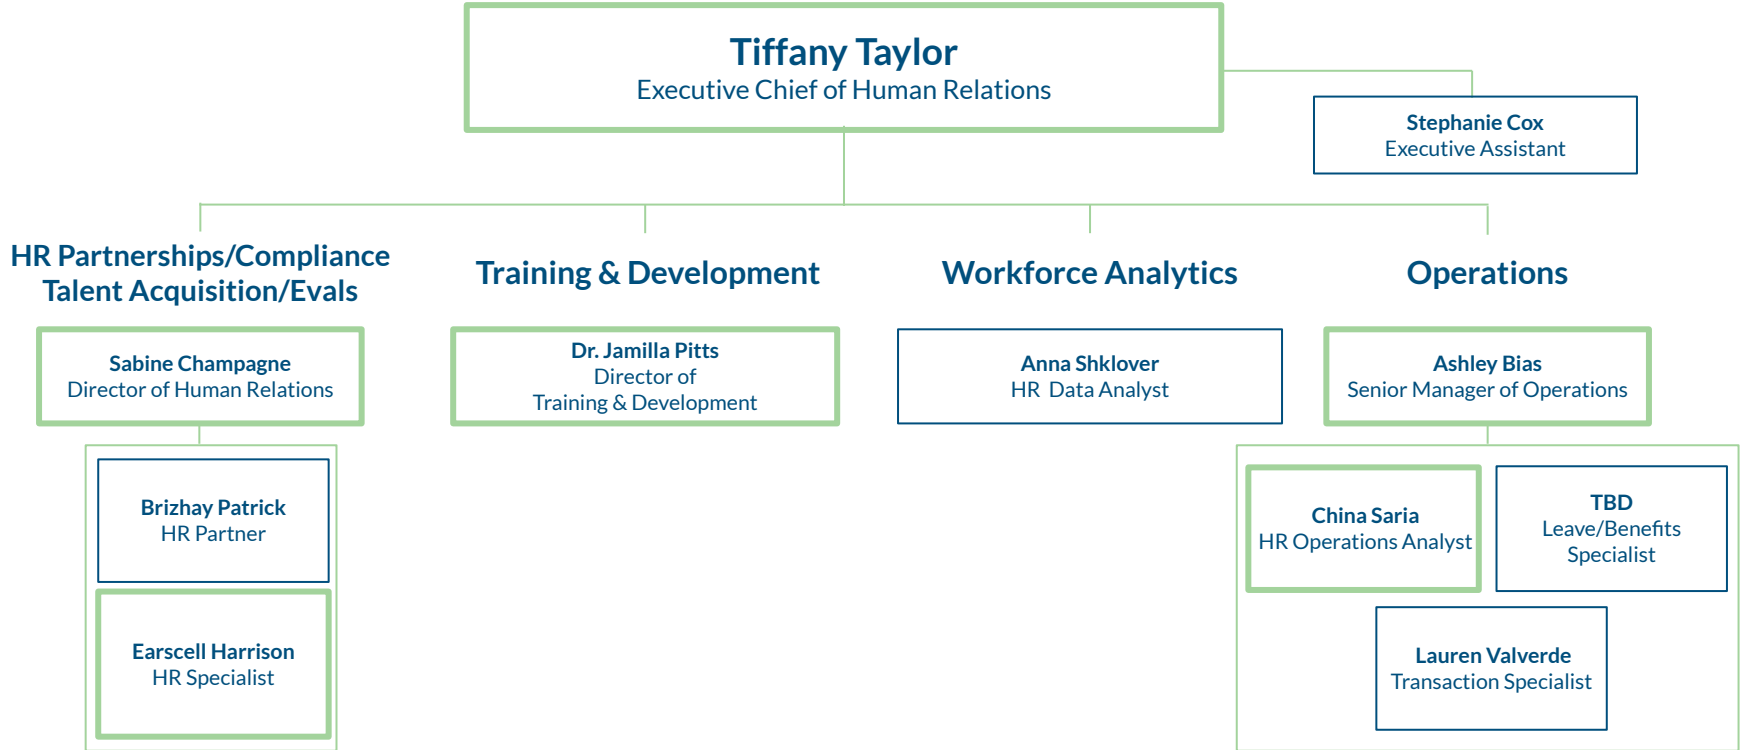 Tiffany Taylor
Executive Chief of Human Relations
Stephanie Cox
Executive Assistant
HR Partnerships/Compliance
Talent Acquisition/Evals
Training & Development
Workforce Analytics
Operations
Sabine Champagne
Director of Human Relations
Dr. Jamilla Pitts
Director of
Training & Development
Anna Shklover
HR Data Analyst
Ashley Bias
Senior Manager of Operations
Brizhay Patrick
HR Partner
Earscell Harrison
HR Specialist
China Saria
HR Operations Analyst
TBD
Leave/Benefits
Specialist
Lauren Valverde
Transaction Specialist